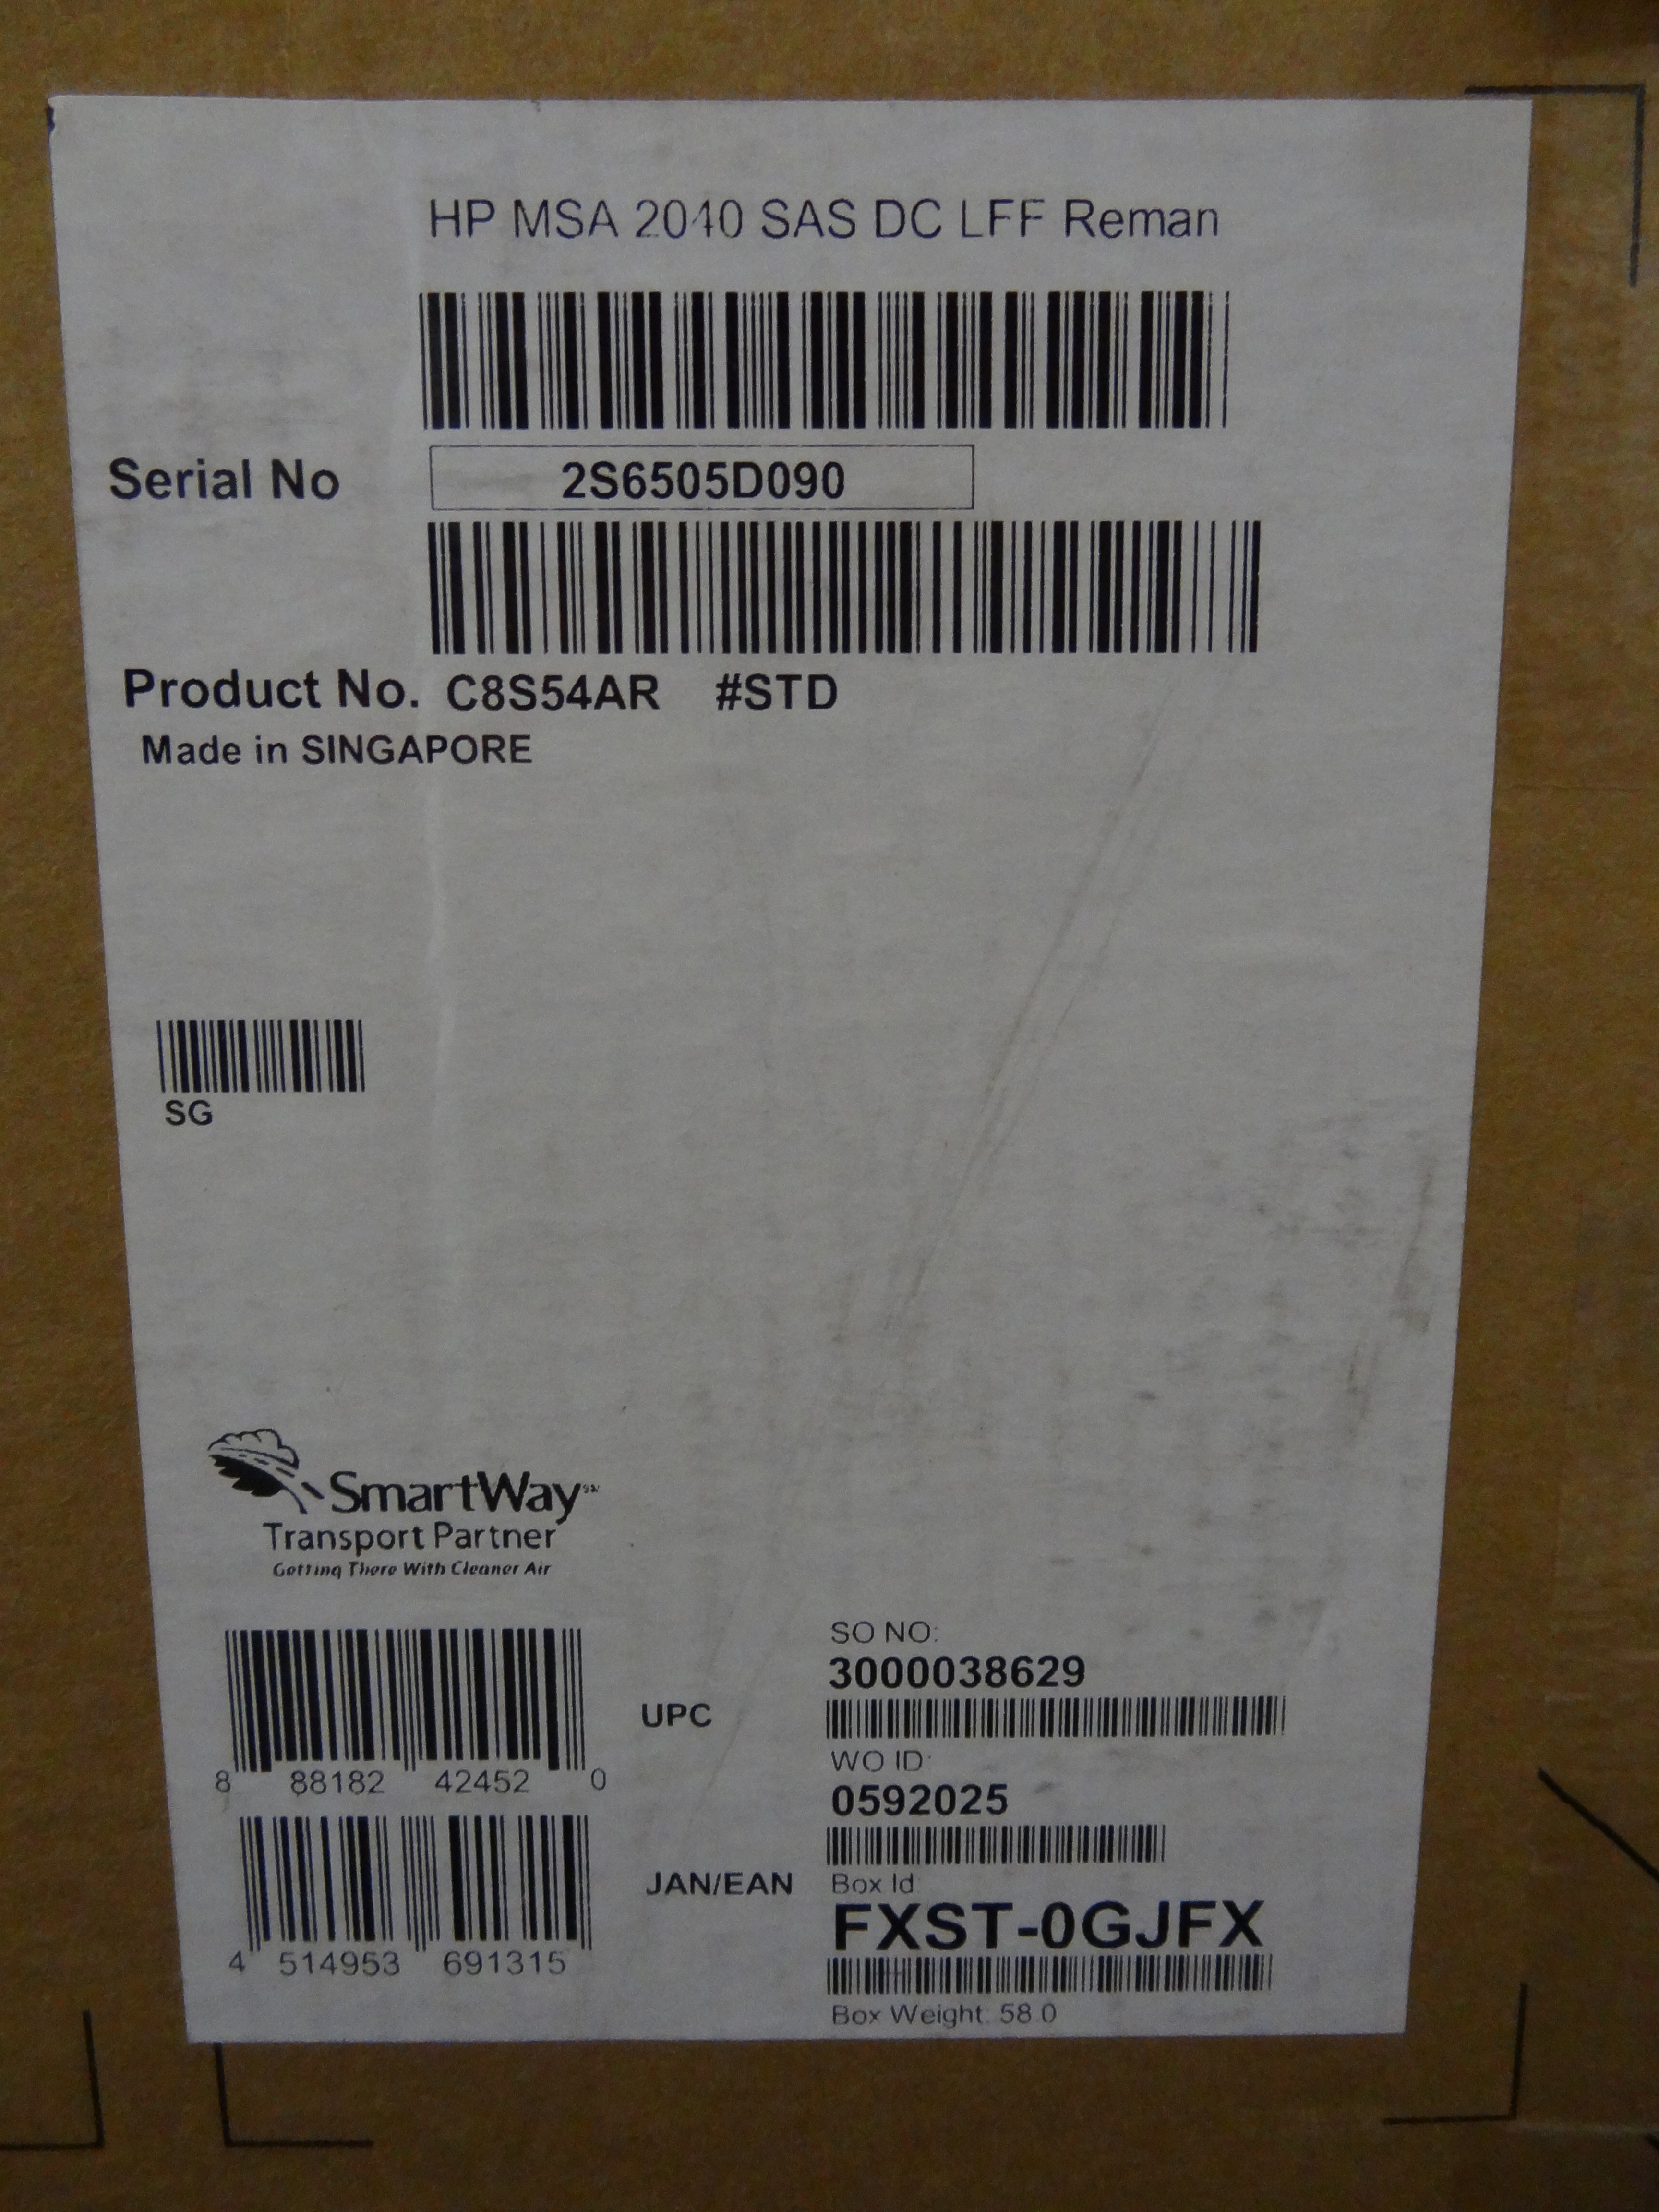 HP MSA 2040 SAS DC LFF Reman
Serial No 2S6505D090
Product No. C8S54AR #STD
Made in SINGAPORE
SG
SmartWay SM
Transport Partner
Getting There With Cleaner Air
UPC
8 88182 42452 0
JAN/EAN
4 514953 691315
SO NO:
3000038629
WO ID:
0592025
Box Id
FXST-0GJFX
Box Weight: 58.0